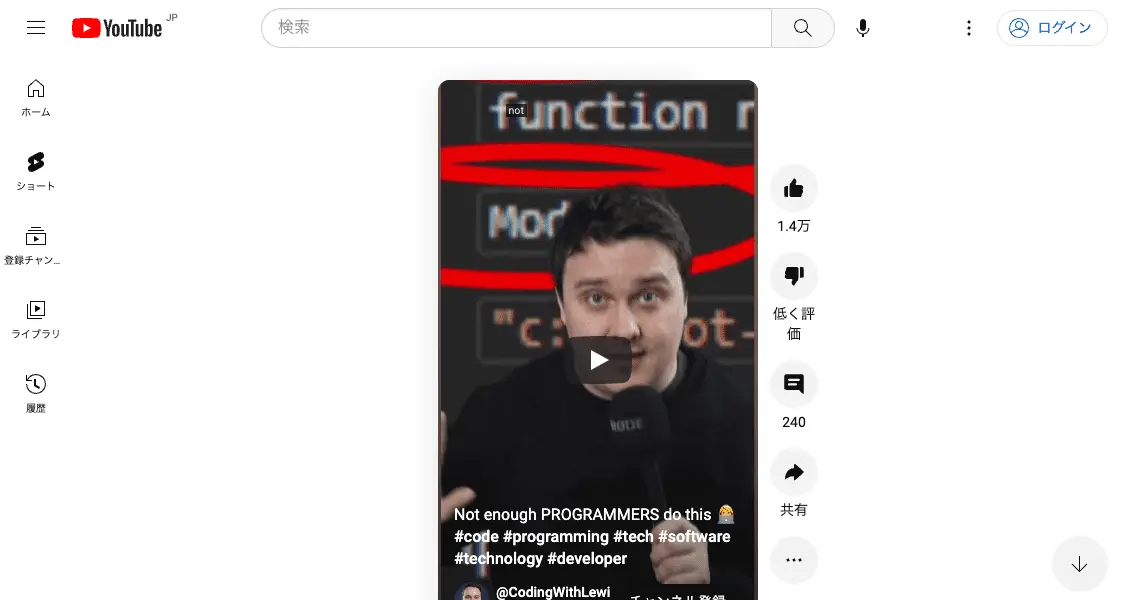 YouTube JP
検索
ログイン
ホーム
ショート
登録チャン...
ライブラリ
履歴
function
not
Mod
"c:
ot-
RØDE
Not enough PROGRAMMERS do this
#code #programming #tech #software
#technology #developer
@CodingWithLewi
チャンネル登録
1.4万
低く評
価
240
共有